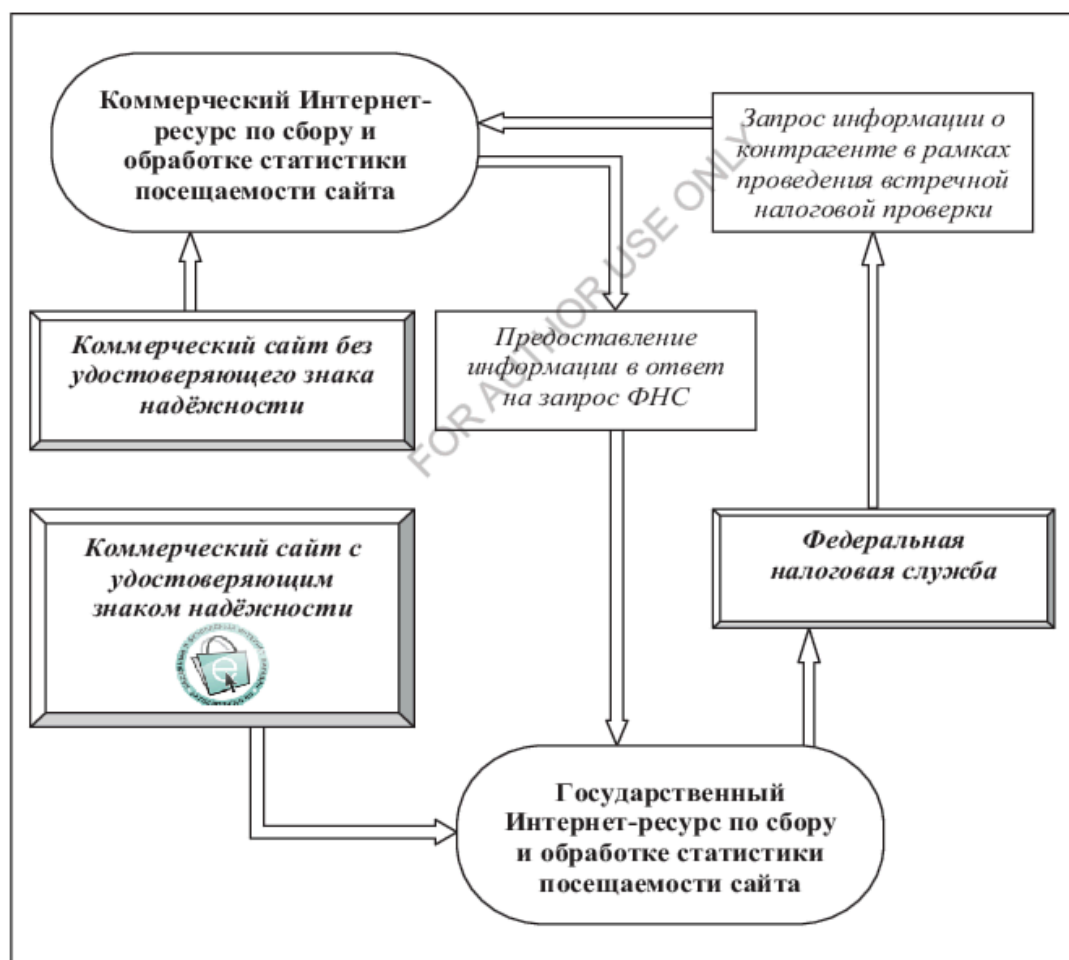 Коммерческий Интернет-
ресурс по сбору и
обработке статистики
посещаемости сайта
Запрос информации о
контрагенте в рамках
проведения встречной
налоговой проверки
Коммерческий сайт без
удостоверяющего знака
надёжности
Предоставление
информации в ответ
на запрос ФНС
FOR AUTHOR USE ONLY
Коммерческий сайт с
удостоверяющим
знаком надёжности
e
Федеральная
налоговая служба
Государственный
Интернет-ресурс по сбору
и обработке статистики
посещаемости сайта